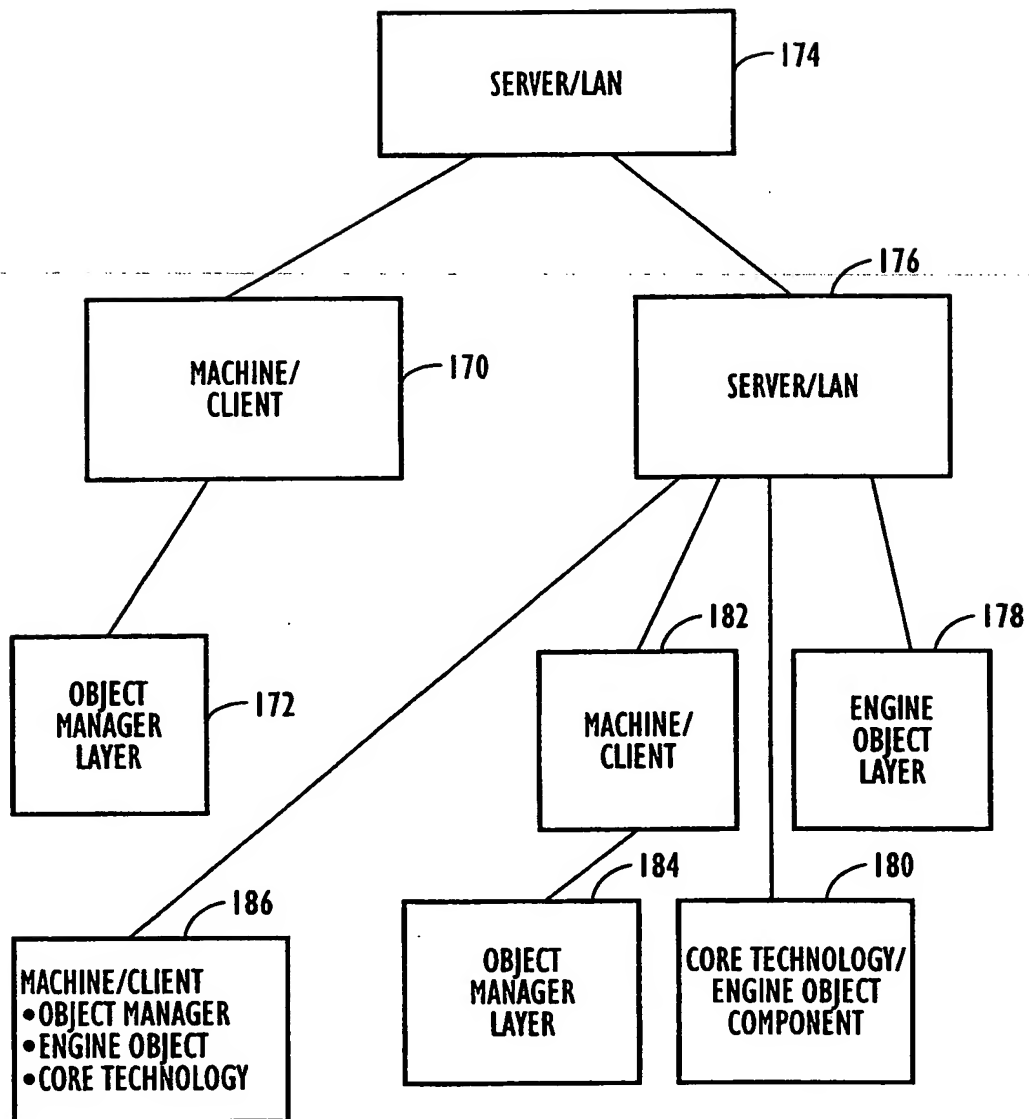 SERVER/LAN
174
MACHINE/
CLIENT
170
176
SERVER/LAN
OBJECT
MANAGER
LAYER
172
182
MACHINE/
CLIENT
178
ENGINE
OBJECT
LAYER
186
MACHINE/CLIENT
•OBJECT MANAGER
•ENGINE OBJECT
•CORE TECHNOLOGY
184
OBJECT
MANAGER
LAYER
180
CORE TECHNOLOGY/
ENGINE OBJECT
COMPONENT